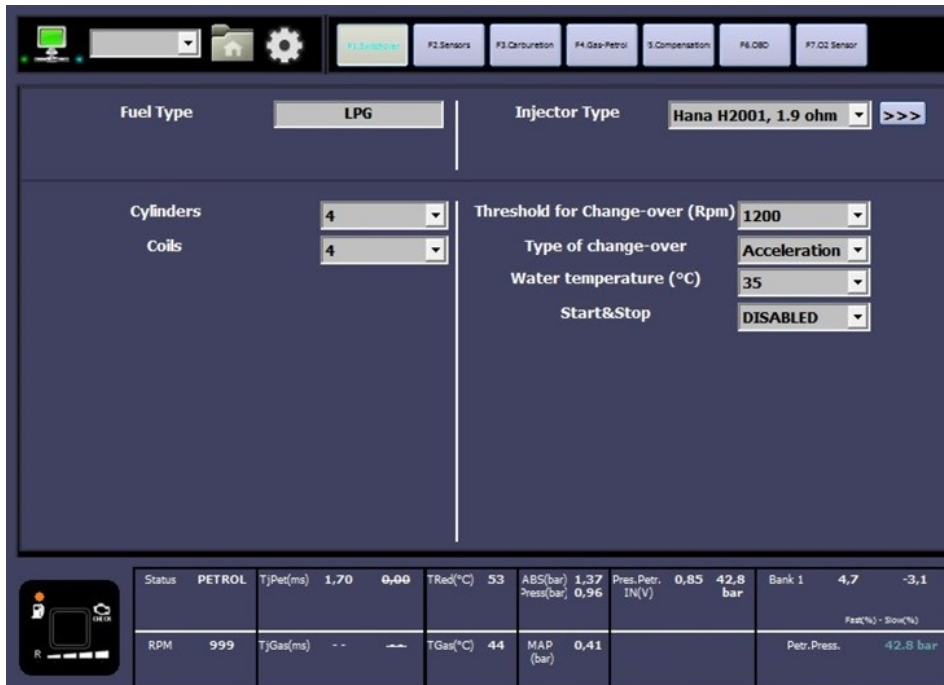 F1.Switchover F2.Sensors F3.Carburetion F4.Gas-Petrol 5.Compensation F6.OBD F7.O2 Sensor
Fuel Type LPG Injector Type Hana H2001, 1.9 ohm >>>
Cylinders 4 Threshold for Change-over (Rpm) 1200
Coils 4 Type of change-over Acceleration
Water temperature (°C) 35
Start&Stop DISABLED
Status PETROL TjPet(ms) 1,70 0,00 TRed(°C) 53 ABS(bar) 1,37 Pres.Petr. 0,85 42,8 Bank 1 4,7 -3,1
Press(bar) 0,96 IN(V) bar
CHECK Fast(%) - Slow(%)
R RPM 999 TjGas(ms) -- -.-- TGas(°C) 44 MAP 0,41 Petr.Press. 42.8 bar
(bar)